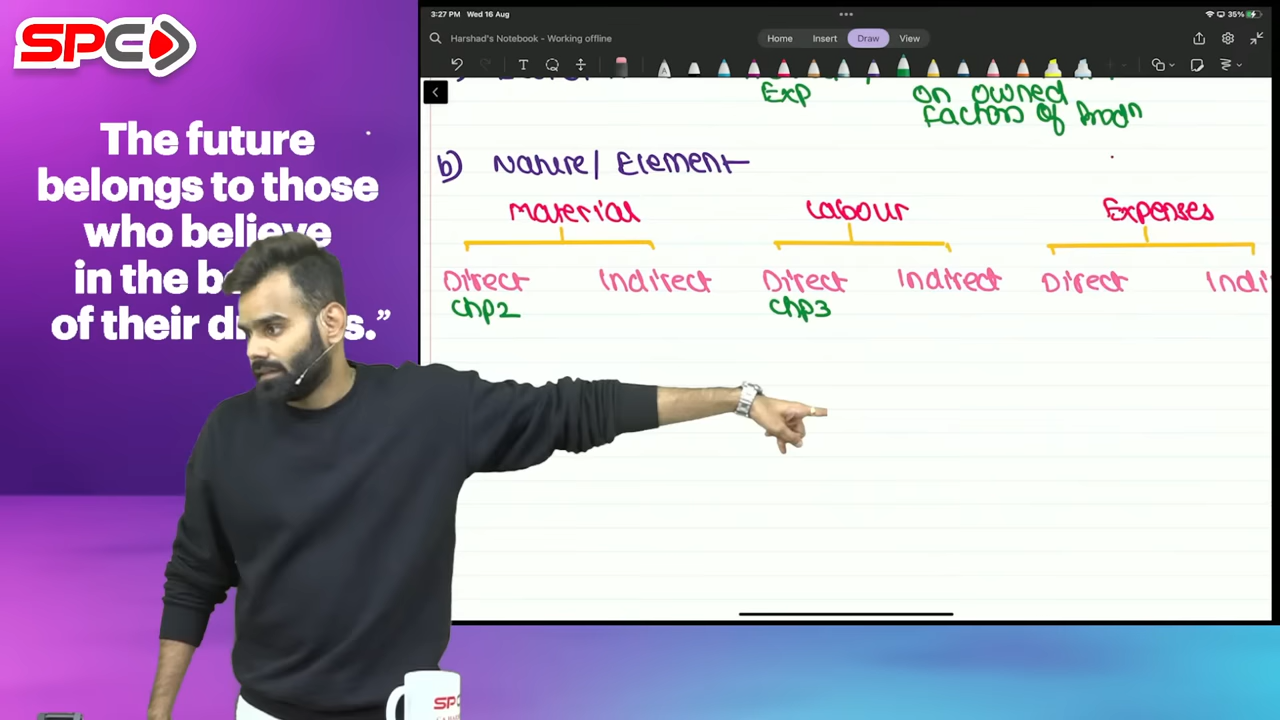 SPC
The future
belongs to those
who believe
in the be
of their d s.”
3:27 PM Wed 16 Aug
35%
Harshad's Notebook - Working offline
Home Insert Draw View
Exp
on owned
factors of Prodn
b) Nature/ Element
Material Labour Expenses
Direct Indirect Direct Indirect Direct Indi
Chp2 Chp3
SPC